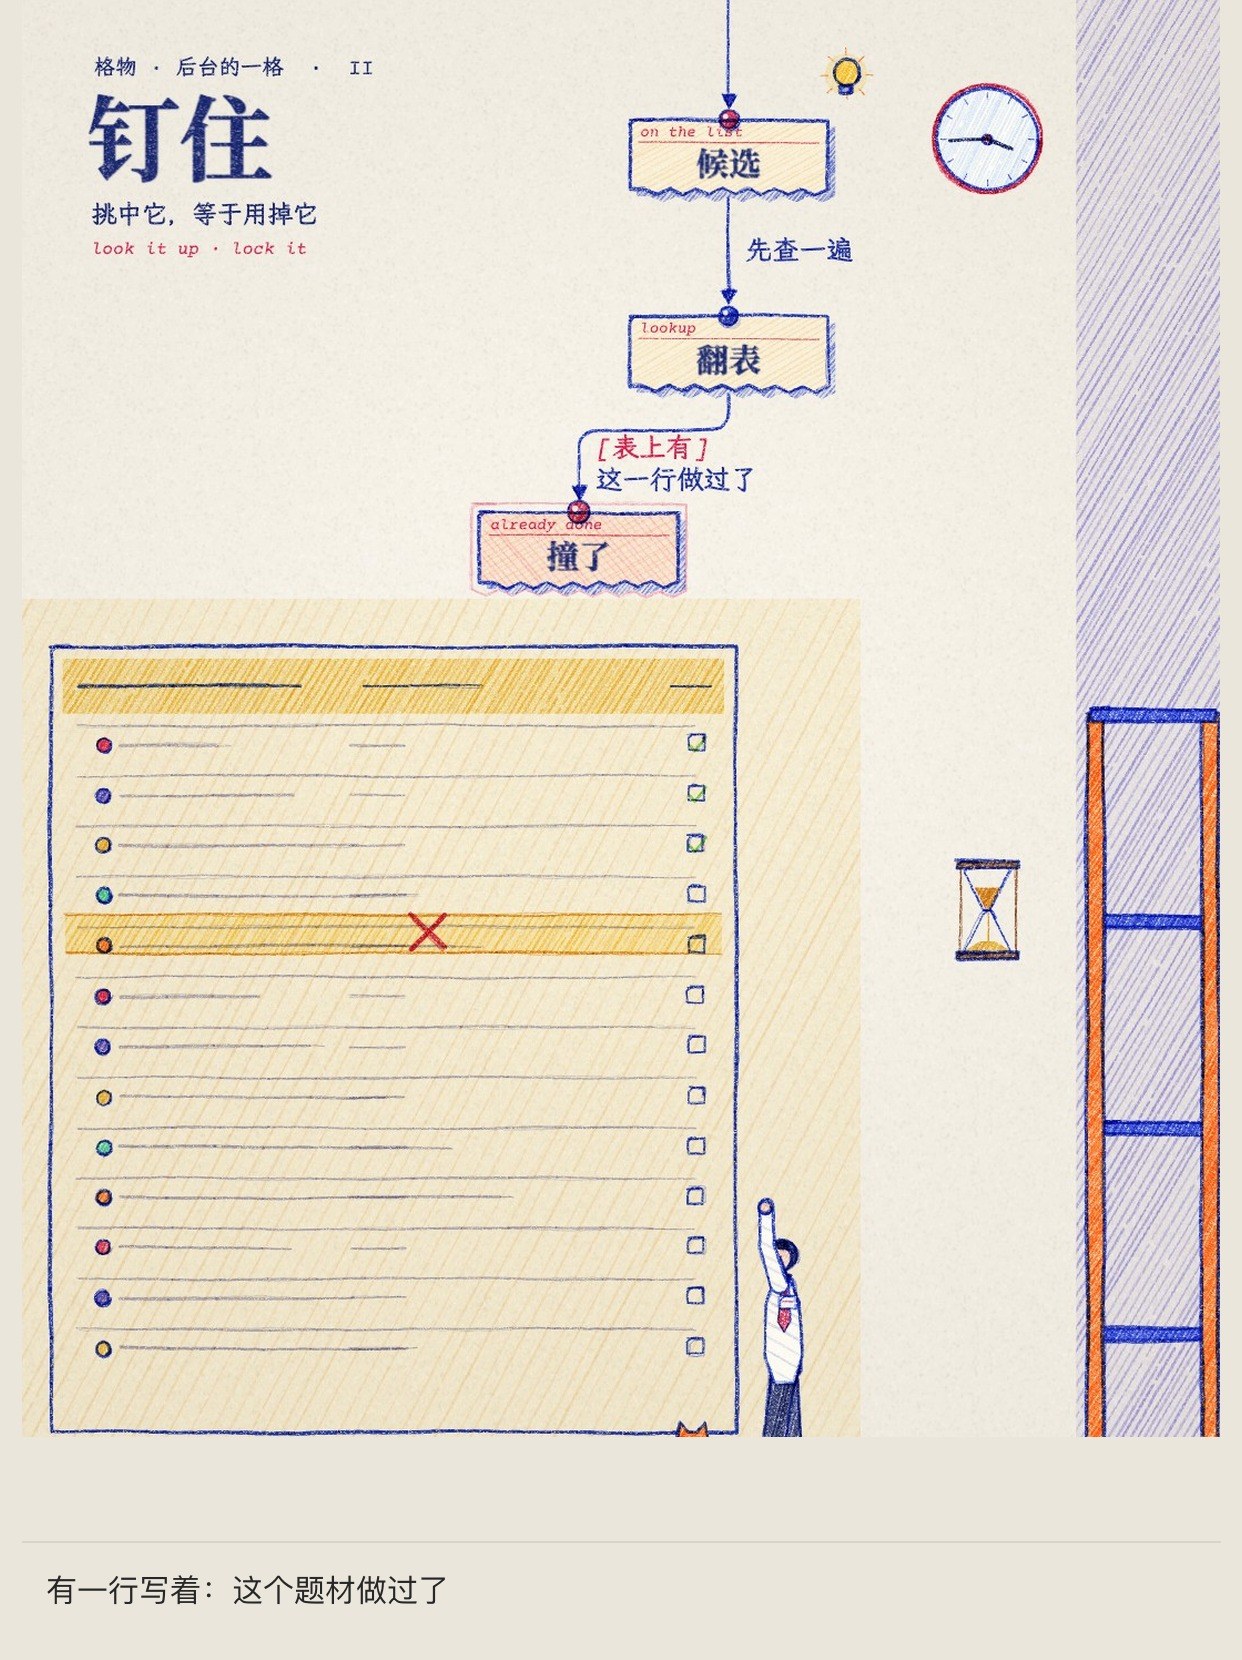 格物 · 后台的一格 · II
钉住
挑中它，等于用掉它
look it up · lock it
on the list
候选
先查一遍
lookup
翻表
[表上有]
这一行做过了
already done
撞了
有一行写着：这个题材做过了